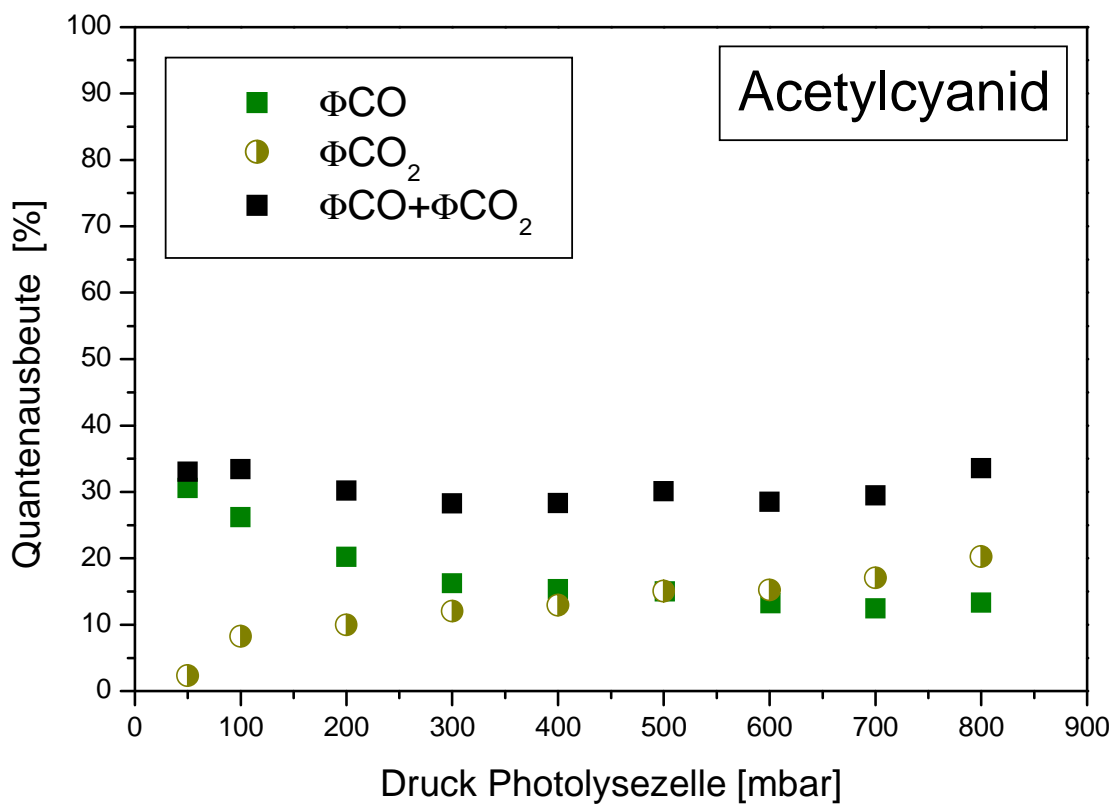 Acetylcyanid
ΦCO
ΦCO₂
ΦCO+ΦCO₂
Quantenausbeute [%]
100
90
80
70
60
50
40
30
20
10
0
0 100 200 300 400 500 600 700 800 900
Druck Photolysezelle [mbar]